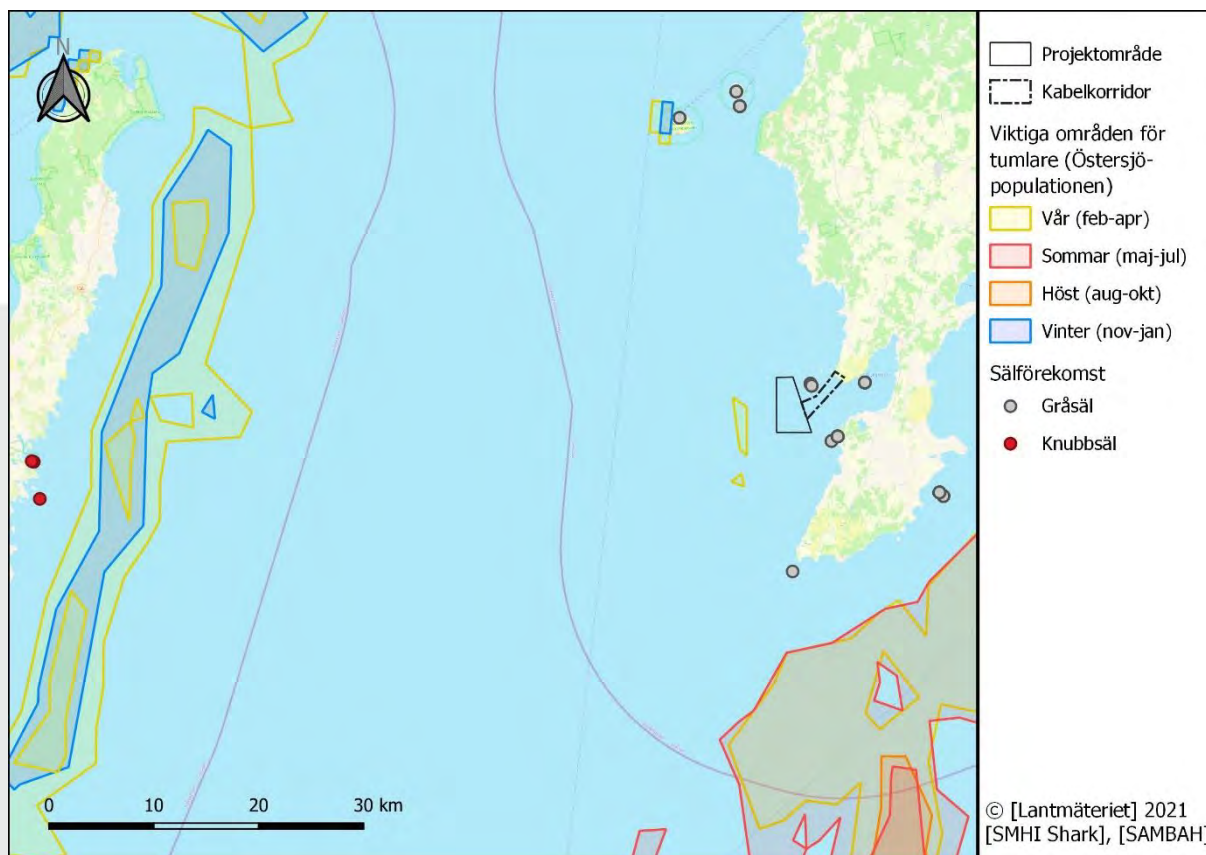 N
Projektområde
Kabelkorridor
Viktiga områden för
tumlare (Östersjö-
populationen)
Vår (feb-apr)
Sommar (maj-jul)
Höst (aug-okt)
Vinter (nov-jan)
Sälförekomst
Gråsäl
Knubbsäl
0 10 20 30 km
© [Lantmäteriet] 2021
[SMHI Shark], [SAMBAH]